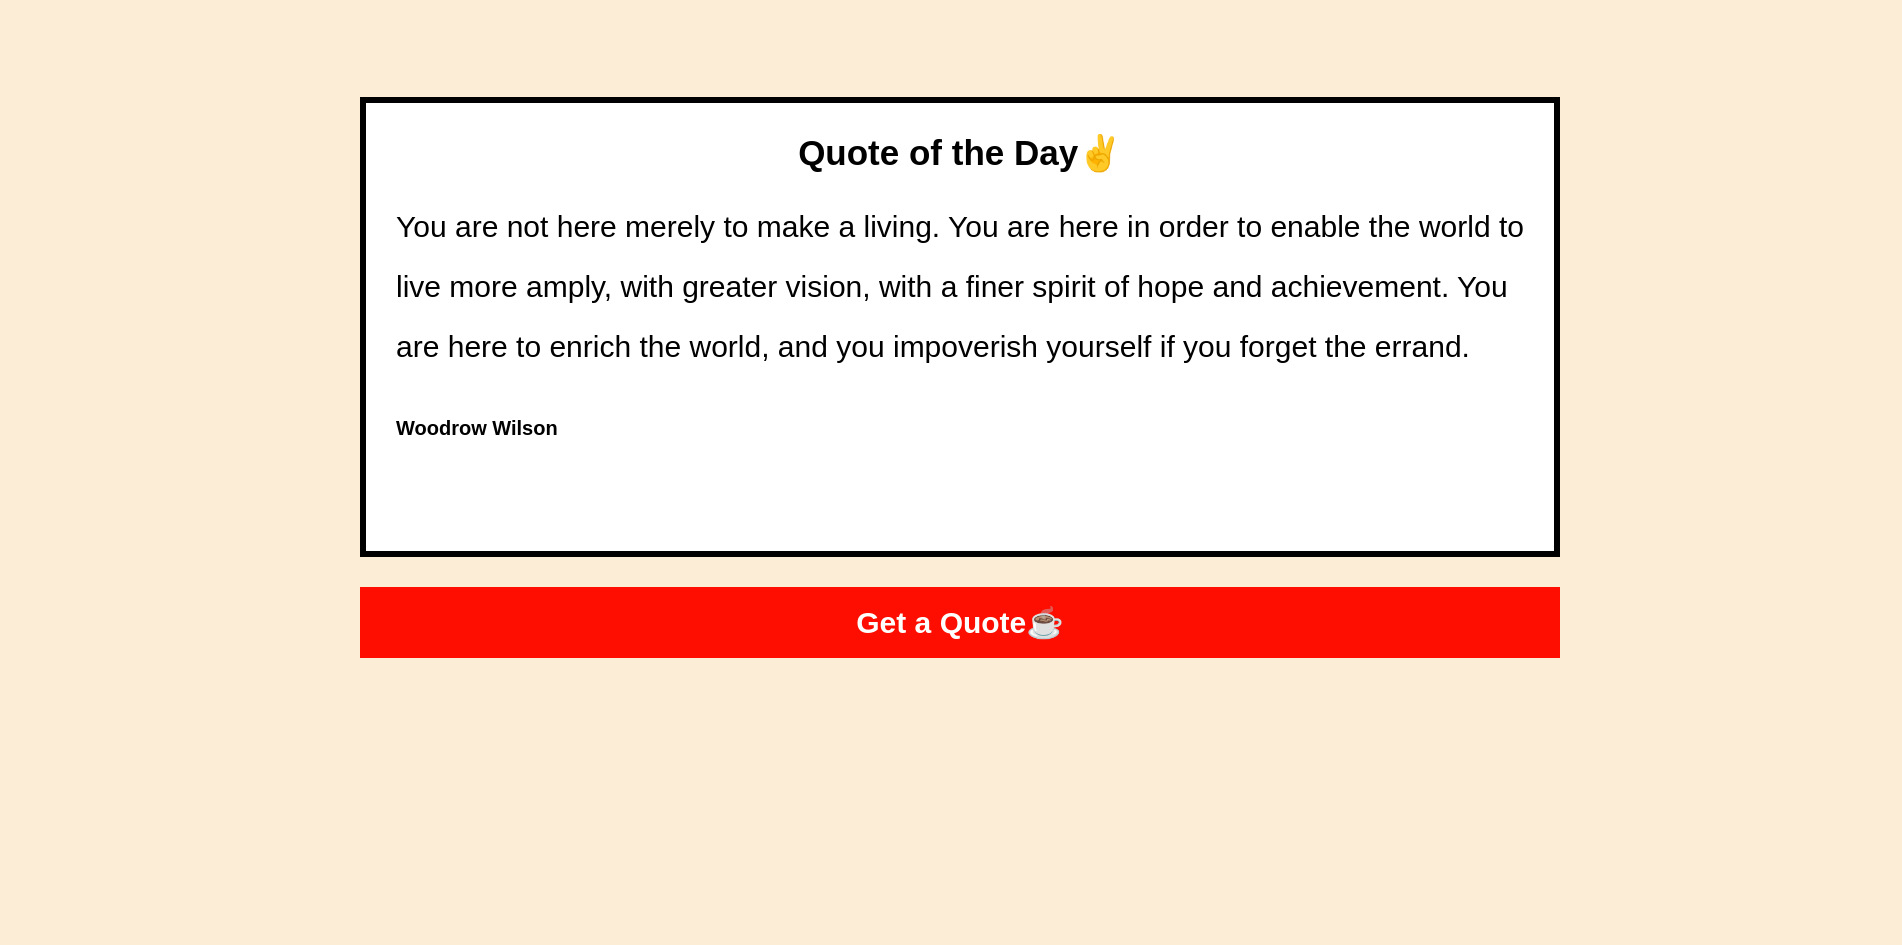 Quote of the Day✌️
You are not here merely to make a living. You are here in order to enable the world to
live more amply, with greater vision, with a finer spirit of hope and achievement. You
are here to enrich the world, and you impoverish yourself if you forget the errand.
Woodrow Wilson
Get a Quote☕